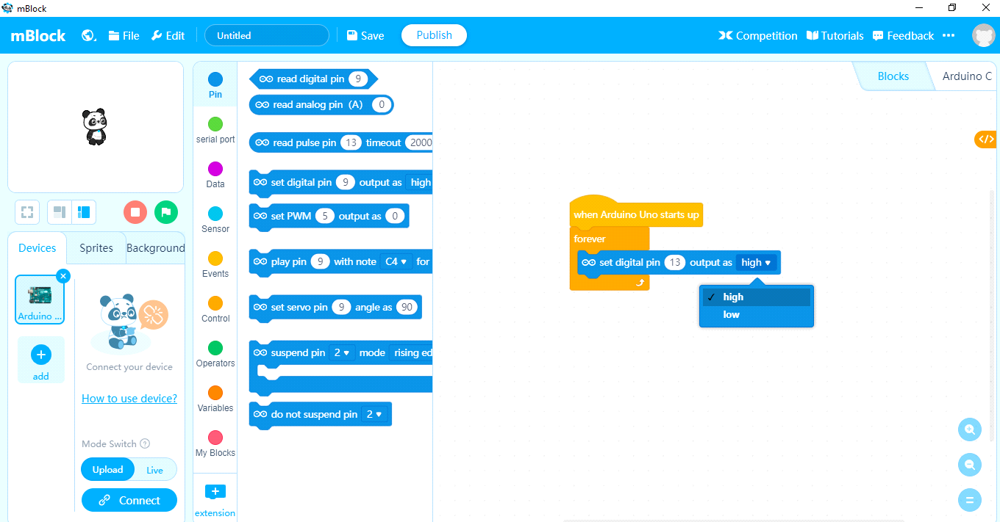 mBlock
mBlock File Edit Untitled Save Publish Competition Tutorials Feedback
Blocks Arduino C
Pin
serial port
Data
Sensor
Events
Control
Operators
Variables
My Blocks
extension
read digital pin 9
read analog pin (A) 0
read pulse pin 13 timeout 2000
set digital pin 9 output as high
set PWM 5 output as 0
play pin 9 with note C4 for
set servo pin 9 angle as 90
suspend pin 2 mode rising ed
do not suspend pin 2
when Arduino Uno starts up
forever
set digital pin 13 output as high
high
low
Devices Sprites Background
Arduino ...
add
Connect your device
How to use device?
Mode Switch ?
Upload Live
Connect